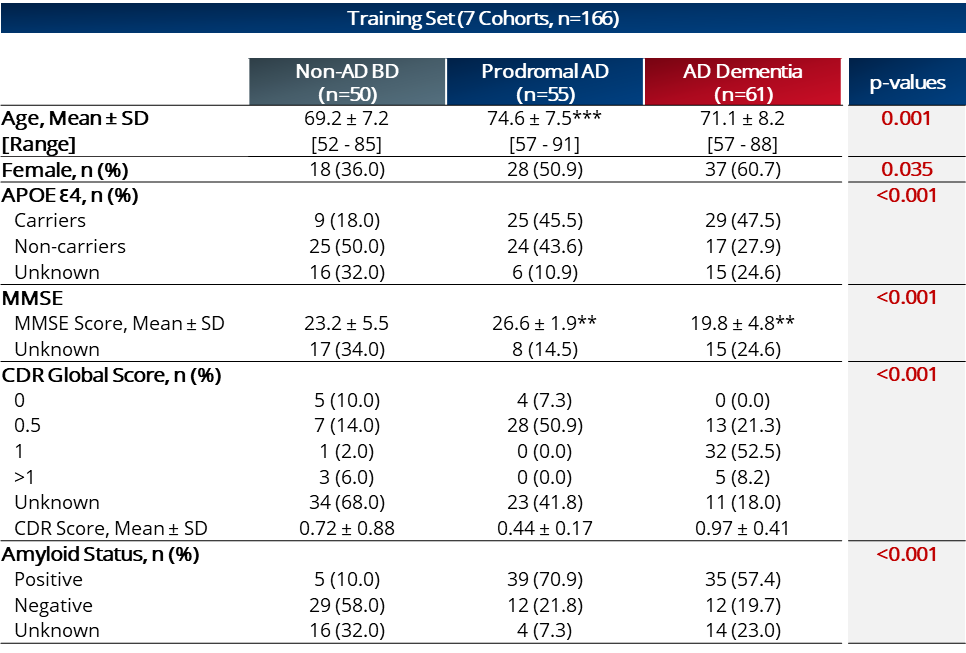 Training Set (7 Cohorts, n=166)
Non-AD BD (n=50) Prodromal AD (n=55) AD Dementia (n=61) p-values
Age, Mean ± SD 69.2 ± 7.2 74.6 ± 7.5*** 71.1 ± 8.2 0.001
[Range] [52 - 85] [57 - 91] [57 - 88]
Female, n (%) 18 (36.0) 28 (50.9) 37 (60.7) 0.035
APOE ε4, n (%) <0.001
Carriers 9 (18.0) 25 (45.5) 29 (47.5)
Non-carriers 25 (50.0) 24 (43.6) 17 (27.9)
Unknown 16 (32.0) 6 (10.9) 15 (24.6)
MMSE <0.001
MMSE Score, Mean ± SD 23.2 ± 5.5 26.6 ± 1.9** 19.8 ± 4.8**
Unknown 17 (34.0) 8 (14.5) 15 (24.6)
CDR Global Score, n (%) <0.001
0 5 (10.0) 4 (7.3) 0 (0.0)
0.5 7 (14.0) 28 (50.9) 13 (21.3)
1 1 (2.0) 0 (0.0) 32 (52.5)
>1 3 (6.0) 0 (0.0) 5 (8.2)
Unknown 34 (68.0) 23 (41.8) 11 (18.0)
CDR Score, Mean ± SD 0.72 ± 0.88 0.44 ± 0.17 0.97 ± 0.41
Amyloid Status, n (%) <0.001
Positive 5 (10.0) 39 (70.9) 35 (57.4)
Negative 29 (58.0) 12 (21.8) 12 (19.7)
Unknown 16 (32.0) 4 (7.3) 14 (23.0)